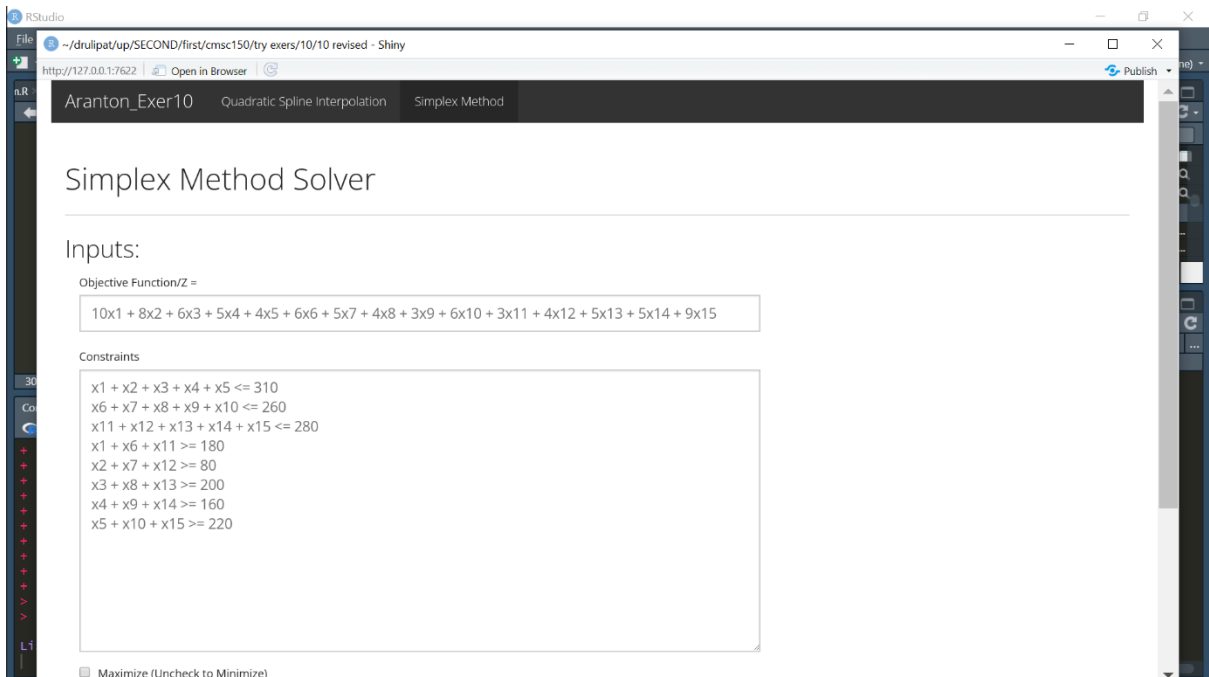 RStudio
File
~/drulipat/up/SECOND/first/cmsc150/try exers/10/10 revised - Shiny
http://127.0.0.1:7622 Open in Browser Publish
ne)
n.R
Aranton_Exer10 Quadratic Spline Interpolation Simplex Method
Simplex Method Solver
Inputs:
Objective Function/Z =
10x1 + 8x2 + 6x3 + 5x4 + 4x5 + 6x6 + 5x7 + 4x8 + 3x9 + 6x10 + 3x11 + 4x12 + 5x13 + 5x14 + 9x15
Constraints
x1 + x2 + x3 + x4 + x5 <= 310
30
x6 + x7 + x8 + x9 + x10 <= 260
Co
x11 + x12 + x13 + x14 + x15 <= 280
x1 + x6 + x11 >= 180
x2 + x7 + x12 >= 80
x3 + x8 + x13 >= 200
x4 + x9 + x14 >= 160
x5 + x10 + x15 >= 220
+
+
+
+
+
+
+
+
+
+
+
>
>
Li
Maximize (Uncheck to Minimize)